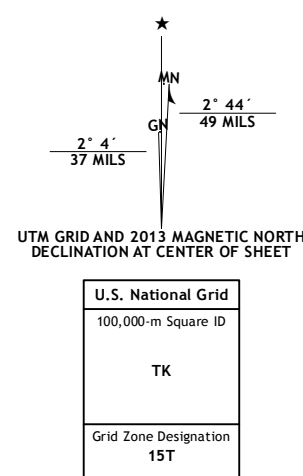 ★
MN
GN
2° 44´
49 MILS
2° 4´
37 MILS
UTM GRID AND 2013 MAGNETIC NORTH
DECLINATION AT CENTER OF SHEET
U.S. National Grid
100,000-m Square ID
TK
Grid Zone Designation
15T